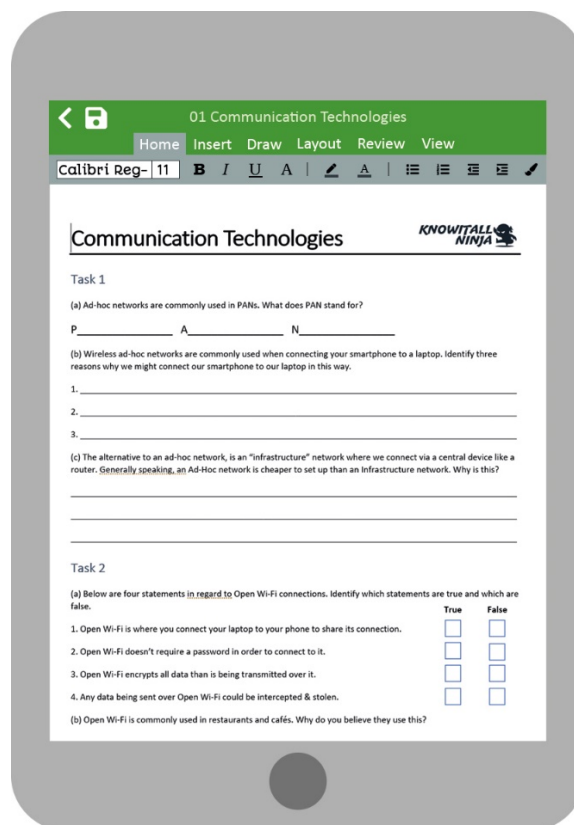 01 Communication Technologies
Home Insert Draw Layout Review View
Calibri Reg- 11 B I U A | A |
Communication Technologies
KNOWITALL
NINJA
Task 1
(a) Ad-hoc networks are commonly used in PANs. What does PAN stand for?
P________________ A________________ N________________
(b) Wireless ad-hoc networks are commonly used when connecting your smartphone to a laptop. Identify three
reasons why we might connect our smartphone to our laptop in this way.
1.
2.
3.
(c) The alternative to an ad-hoc network, is an "infrastructure" network where we connect via a central device like a
router. Generally speaking, an Ad-Hoc network is cheaper to set up than an Infrastructure network. Why is this?
Task 2
(a) Below are four statements in regard to Open Wi-Fi connections. Identify which statements are true and which are
false.
True False
1. Open Wi-Fi is where you connect your laptop to your phone to share its connection.
2. Open Wi-Fi doesn't require a password in order to connect to it.
3. Open Wi-Fi encrypts all data than is being transmitted over it.
4. Any data being sent over Open Wi-Fi could be intercepted & stolen.
(b) Open Wi-Fi is commonly used in restaurants and cafés. Why do you believe they use this?